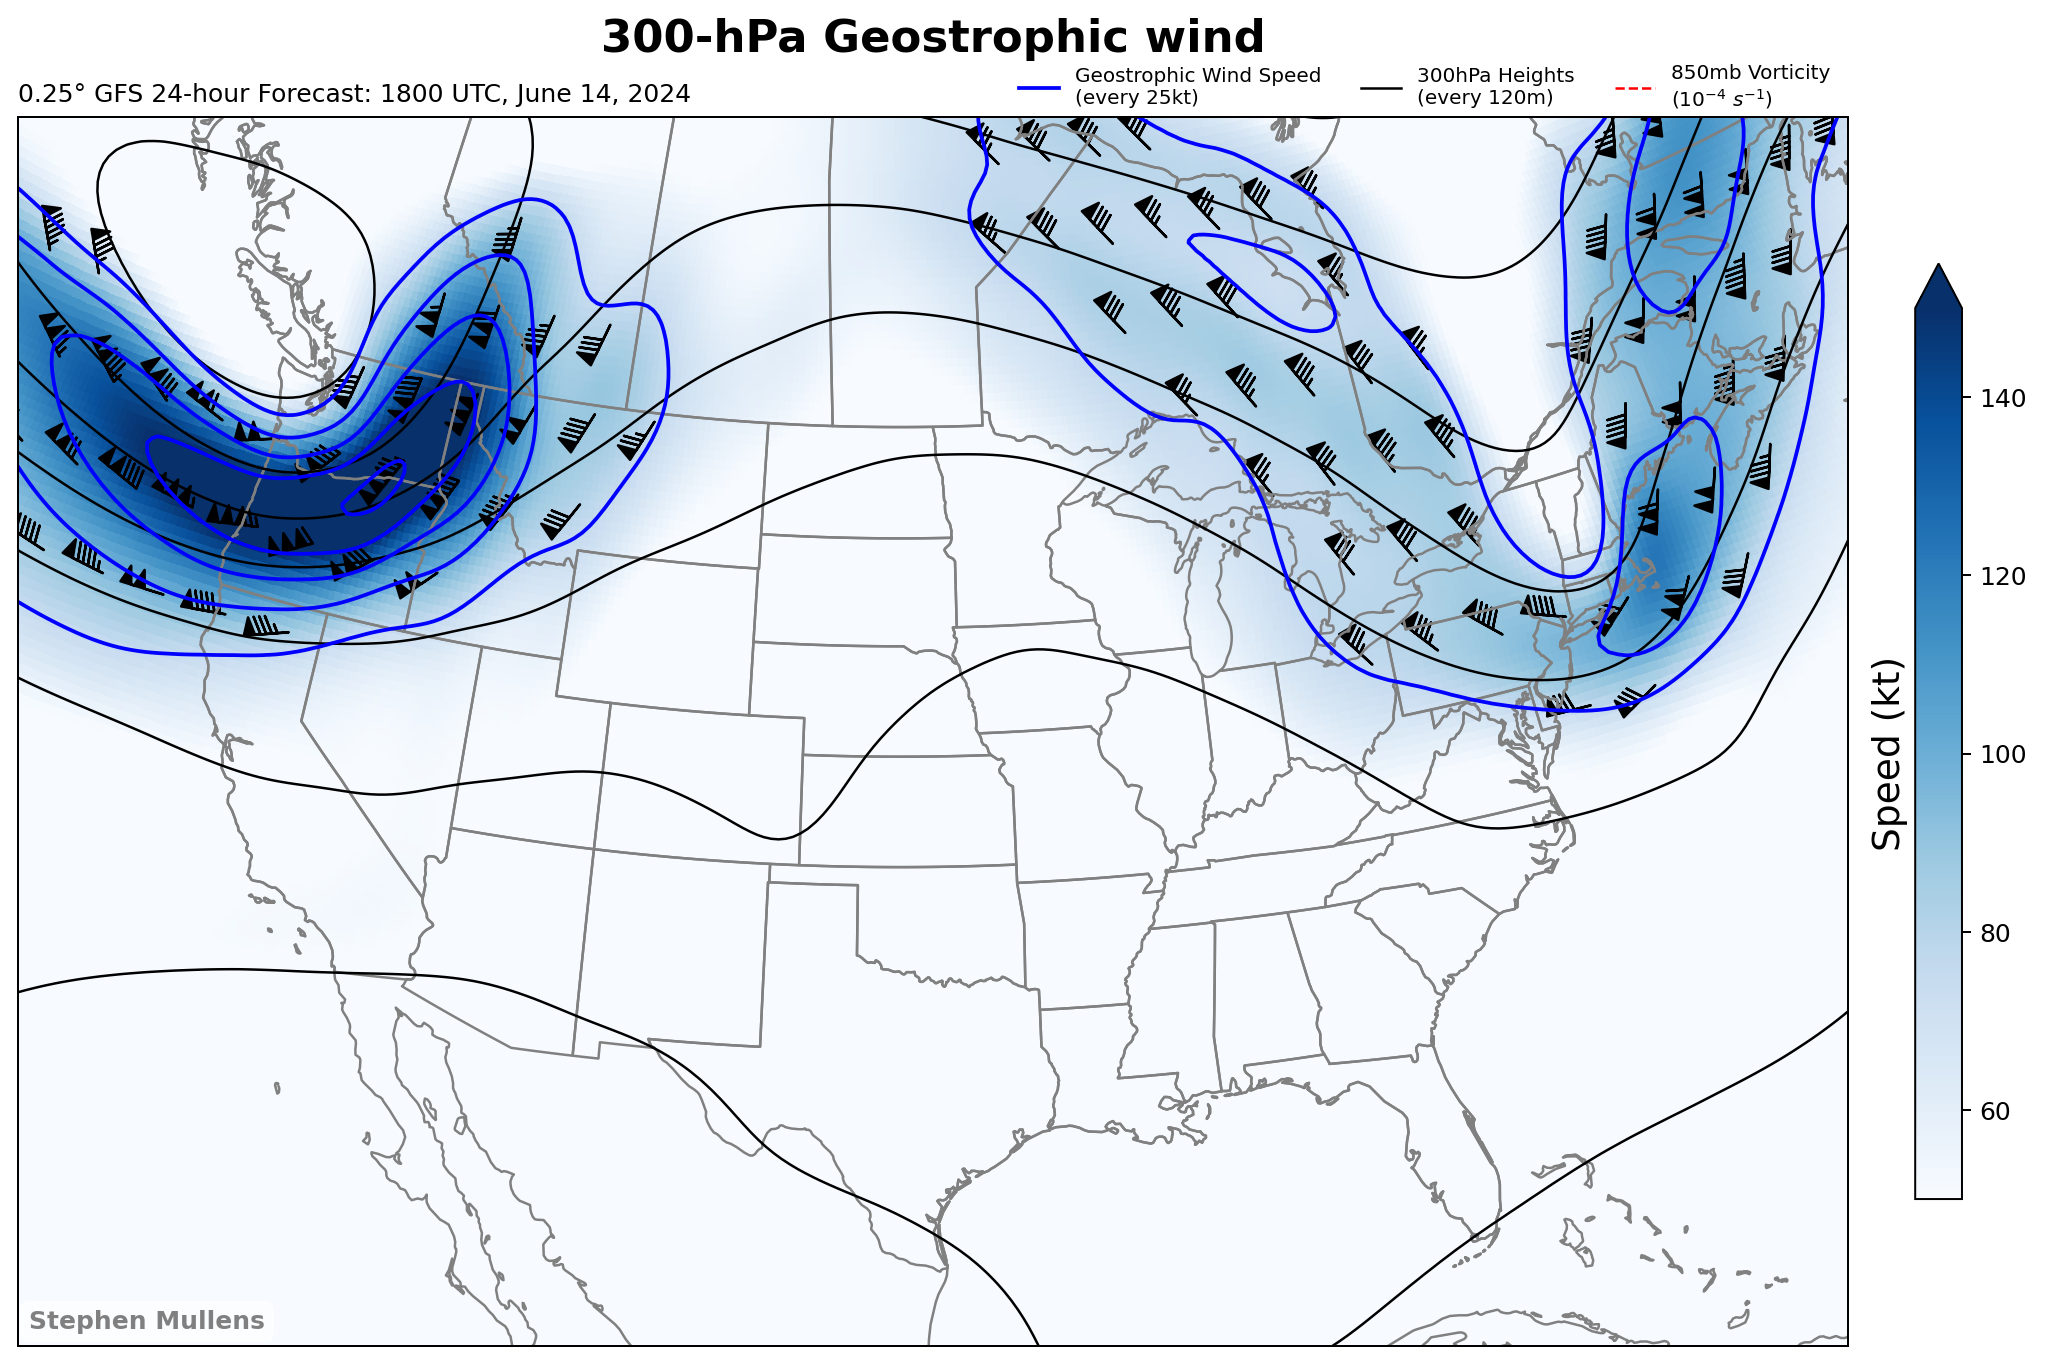 300-hPa Geostrophic wind
0.25° GFS 24-hour Forecast: 1800 UTC, June 14, 2024
Geostrophic Wind Speed
(every 25kt)
300hPa Heights
(every 120m)
850mb Vorticity
(10⁻⁴ s⁻¹)
140
120
100
80
60
Speed (kt)
Stephen Mullens